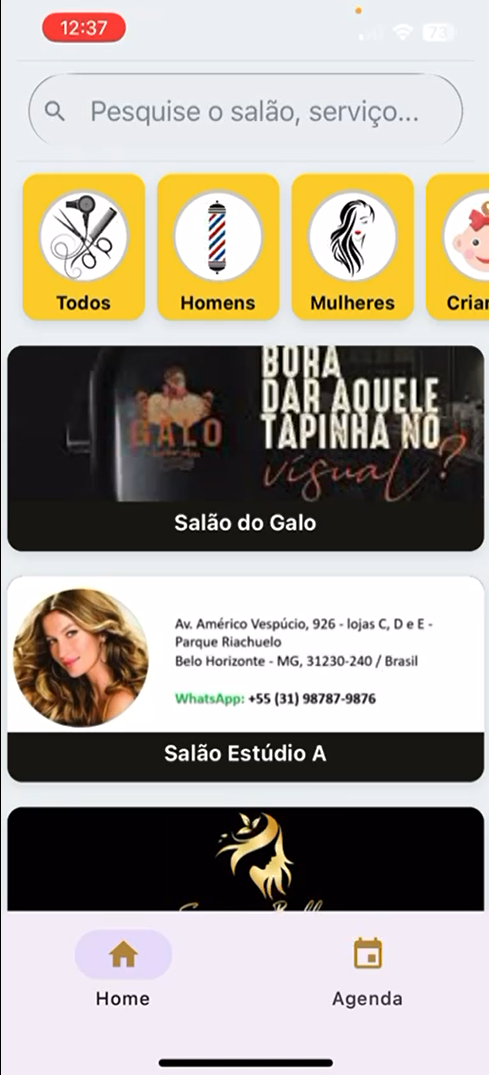 12:37
73
Pesquise o salão, serviço...
Todos
Homens
Mulheres
Crian
GALO
BORA
DAR AQUELE
TAPINHA NO
visual?
Salão do Galo
Av. Américo Vespúcio, 926 - lojas C, D e E -
Parque Riachuelo
Belo Horizonte - MG, 31230-240 / Brasil
WhatsApp: +55 (31) 98787-9876
Salão Estúdio A
Home
Agenda